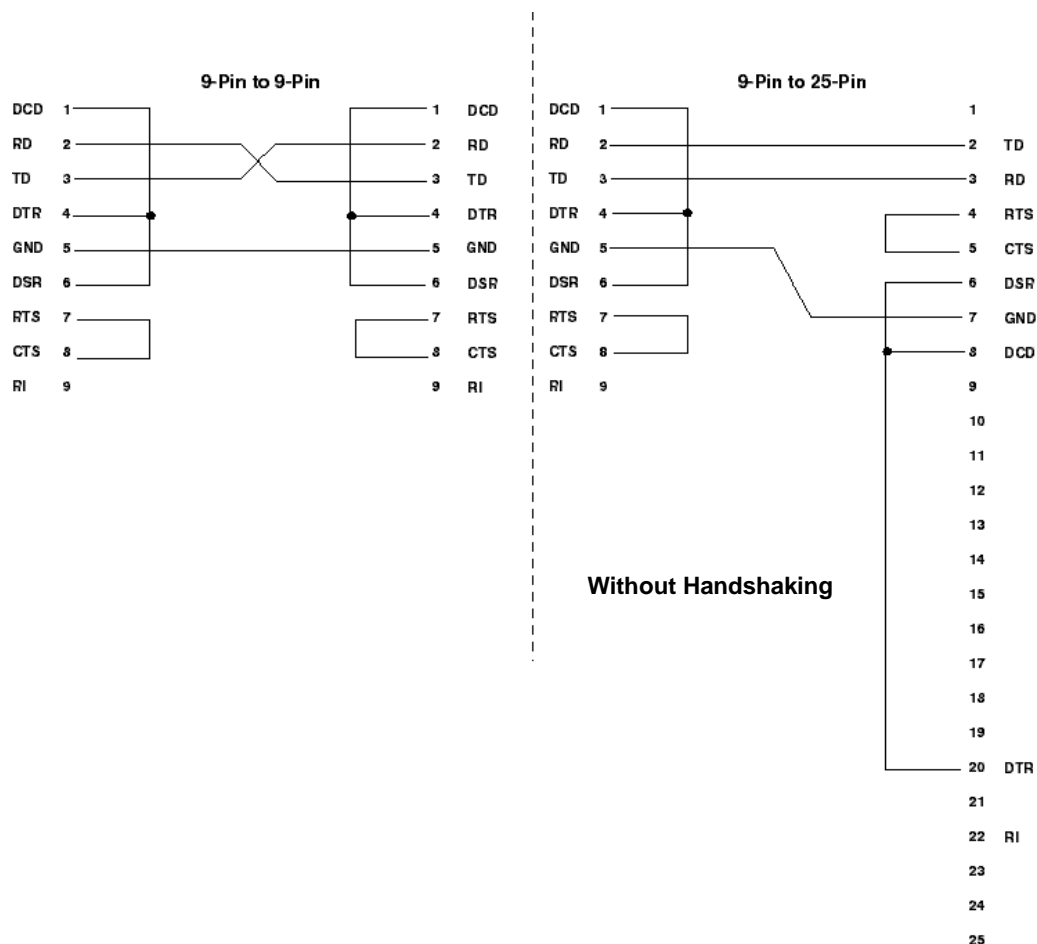 9-Pin to 9-Pin
DCD 1 1 DCD
RD 2 2 RD
TD 3 3 TD
DTR 4 4 DTR
GND 5 5 GND
DSR 6 6 DSR
RTS 7 7 RTS
CTS 8 8 CTS
RI 9 9 RI
9-Pin to 25-Pin
DCD 1 1
RD 2 2 TD
TD 3 3 RD
DTR 4 4 RTS
GND 5 5 CTS
DSR 6 6 DSR
RTS 7 7 GND
CTS 8 8 DCD
RI 9 9
10
11
12
13
14
Without Handshaking
15
16
17
18
19
20 DTR
21
22 RI
23
24
25